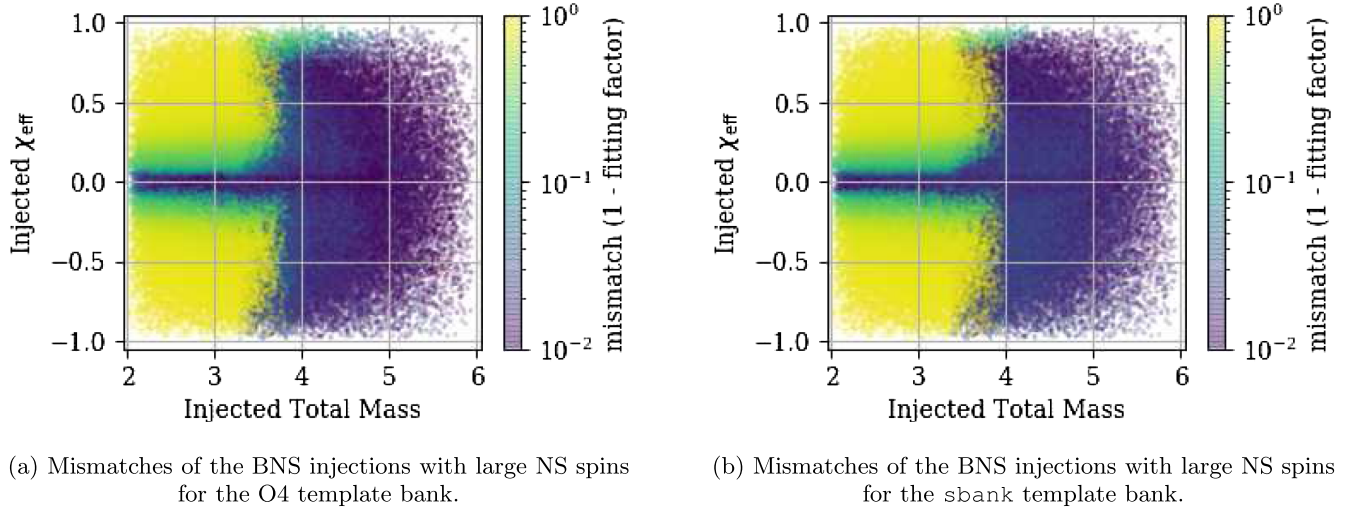 1.0
0.5
0.0
−0.5
−1.0
Injected χeff
2
3
4
5
6
Injected Total Mass
10⁰
10⁻¹
10⁻²
mismatch (1 - fitting factor)
(a) Mismatches of the BNS injections with large NS spins
for the O4 template bank.
1.0
0.5
0.0
−0.5
−1.0
Injected χeff
2
3
4
5
6
Injected Total Mass
10⁰
10⁻¹
10⁻²
mismatch (1 - fitting factor)
(b) Mismatches of the BNS injections with large NS spins
for the sbank template bank.